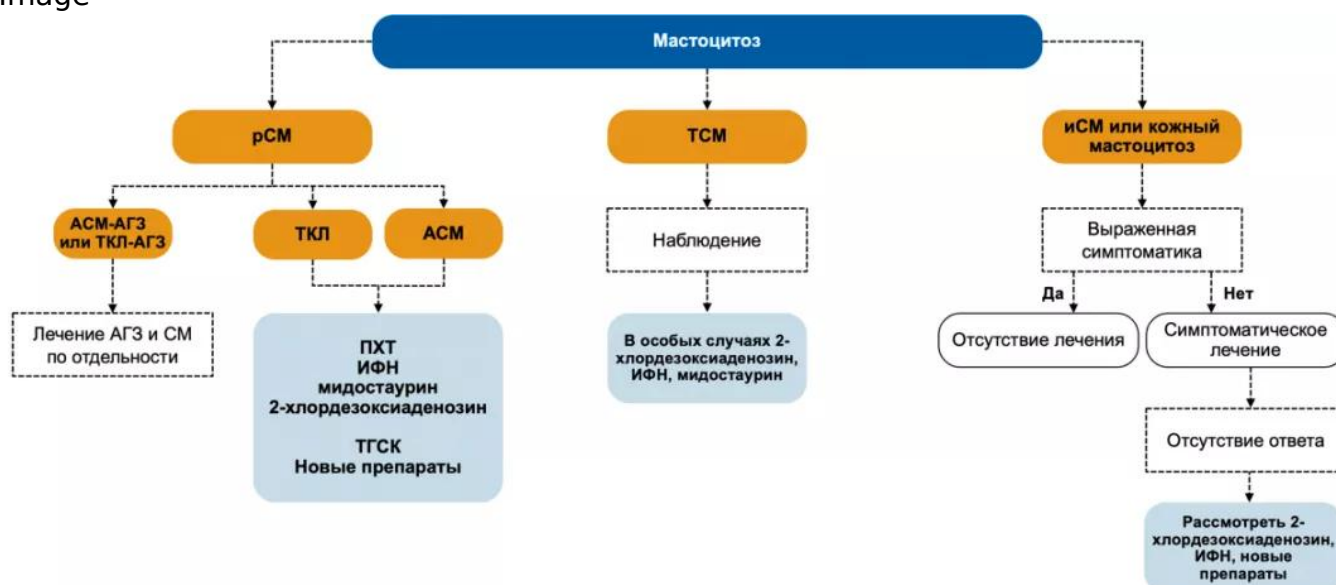 Image
Мастоцитоз
рСМ
ТСМ
иСМ или кожный
мастоцитоз
АСМ-АГЗ
или ТКЛ-АГЗ
ТКЛ
АСМ
Наблюдение
Выраженная
симптоматика
Да
Нет
Лечение АГЗ и СМ
по отдельности
ПХТ
ИФН
мидостаурин
2-хлордезоксиаденозин
ТГСК
Новые препараты
В особых случаях 2-
хлордезоксиаденозин,
ИФН, мидостаурин
Отсутствие лечения
Симптоматическое
лечение
Отсутствие ответа
Рассмотреть 2-
хлордезоксиаденозин,
ИФН, новые
препараты